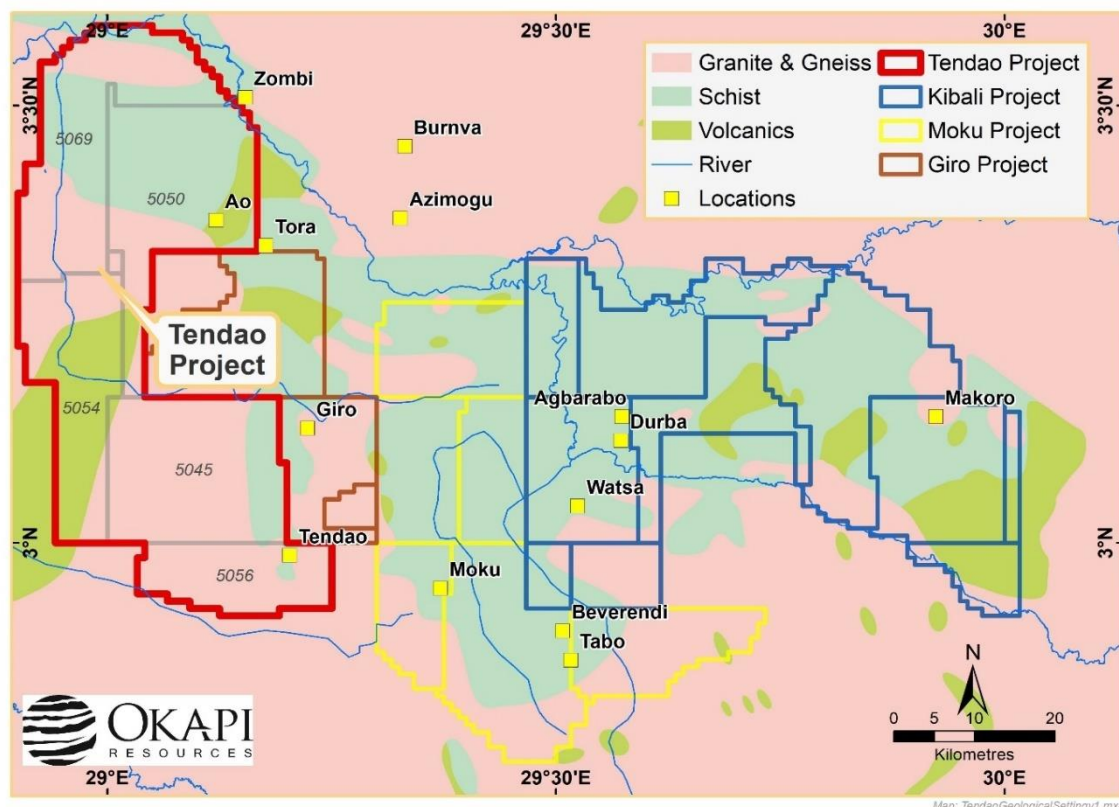 29°E
29°30'E
30°E
3°30'N
3°30'N
Granite & Gneiss
Schist
Volcanics
River
Locations
Tendao Project
Kibali Project
Moku Project
Giro Project
Zombi
Burnva
5069
5050
Ao
Azimogu
Tora
Tendao
Project
5054
Giro
Agbarabo
Durba
Makoro
5045
Watsa
3°N
3°N
Tendao
5056
Moku
Beverendi
Tabo
N
0 5 10 20
Kilometres
OKAPI
RESOURCES
29°E
29°30'E
30°E